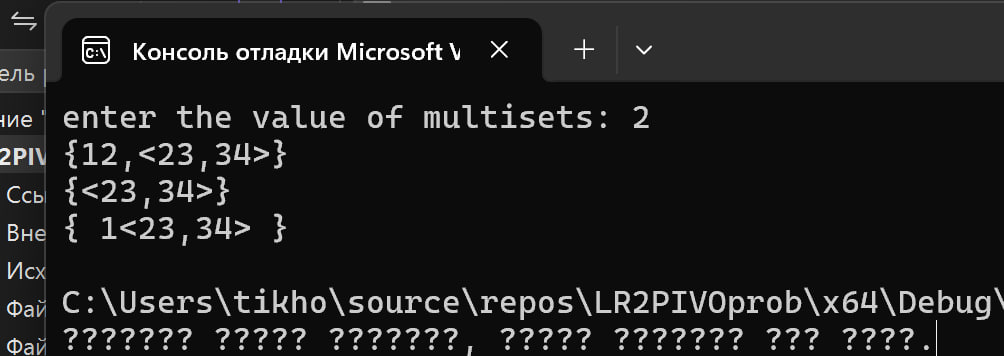 Консоль отладки Microsoft V
ель р
ние "
enter the value of multisets: 2
{12,<23,34>}
2PIV
{<23,34>}
Ссы
{ 1<23,34> }
Вне
Исх
C:\Users\tikho\source\repos\LR2PIVOprob\x64\Debug\
Фай
??????? ????? ???????, ????? ??????? ??? ????.
Фай